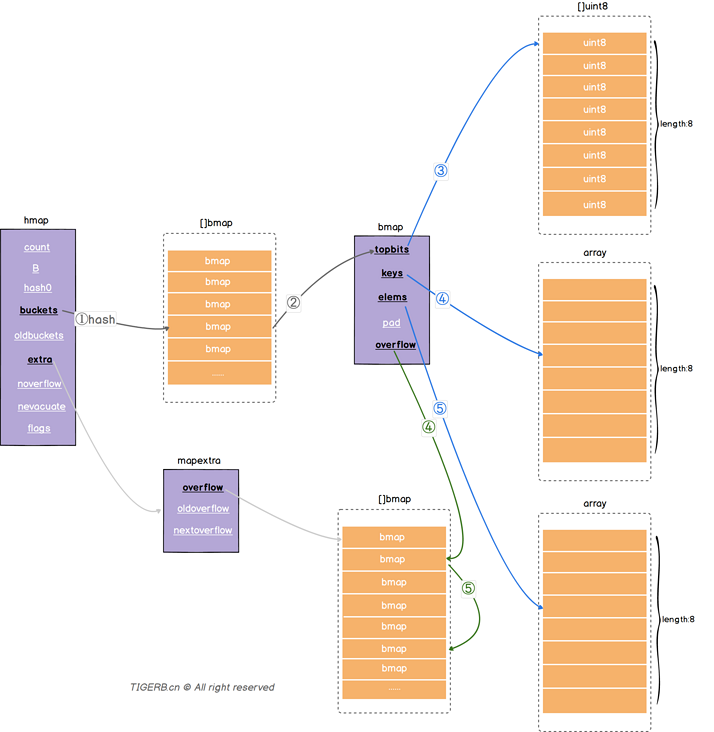 []uint8
uint8
uint8
uint8
uint8
uint8
uint8
uint8
uint8
length:8
③
hmap
count
B
hash0
buckets
oldbuckets
extra
noverflow
nevacuate
flags
①hash
[]bmap
bmap
bmap
bmap
bmap
bmap
......
②
bmap
topbits
keys
elems
pad
overflow
④
⑤
④
array
length:8
mapextra
overflow
oldoverflow
nextoverflow
[]bmap
bmap
bmap
bmap
bmap
bmap
bmap
bmap
......
⑤
array
length:8
TIGERB.cn © All right reserved